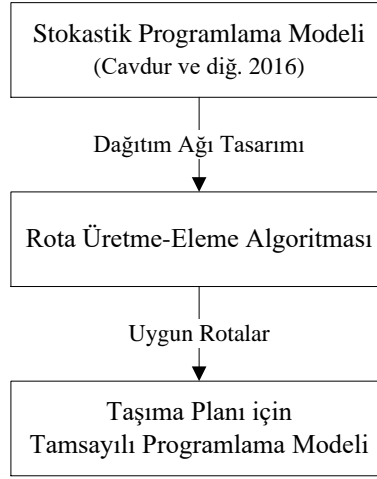 Stokastik Programlama Modeli
(Cavdur ve diğ. 2016)
Dağıtım Ağı Tasarımı
Rota Üretme-Eleme Algoritması
Uygun Rotalar
Taşıma Planı için
Tamsayılı Programlama Modeli